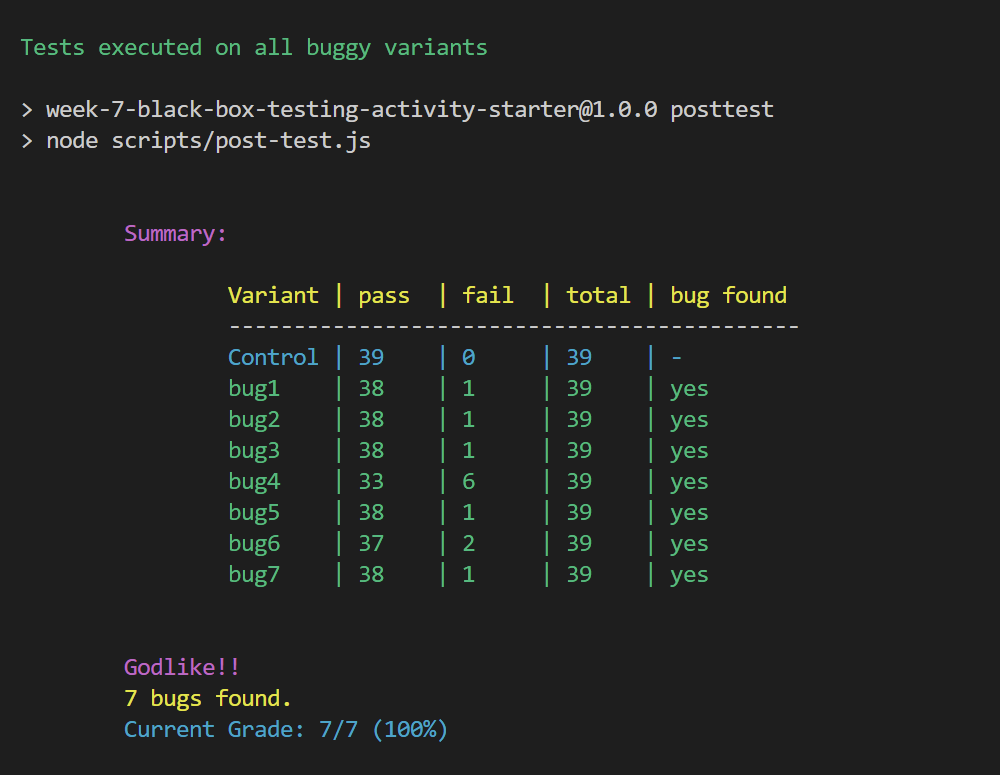 Tests executed on all buggy variants
> week-7-black-box-testing-activity-starter@1.0.0 posttest
> node scripts/post-test.js
Summary:
Variant | pass | fail | total | bug found
--------------------------------------------
Control | 39 | 0 | 39 | -
bug1 | 38 | 1 | 39 | yes
bug2 | 38 | 1 | 39 | yes
bug3 | 38 | 1 | 39 | yes
bug4 | 33 | 6 | 39 | yes
bug5 | 38 | 1 | 39 | yes
bug6 | 37 | 2 | 39 | yes
bug7 | 38 | 1 | 39 | yes
Godlike!!
7 bugs found.
Current Grade: 7/7 (100%)